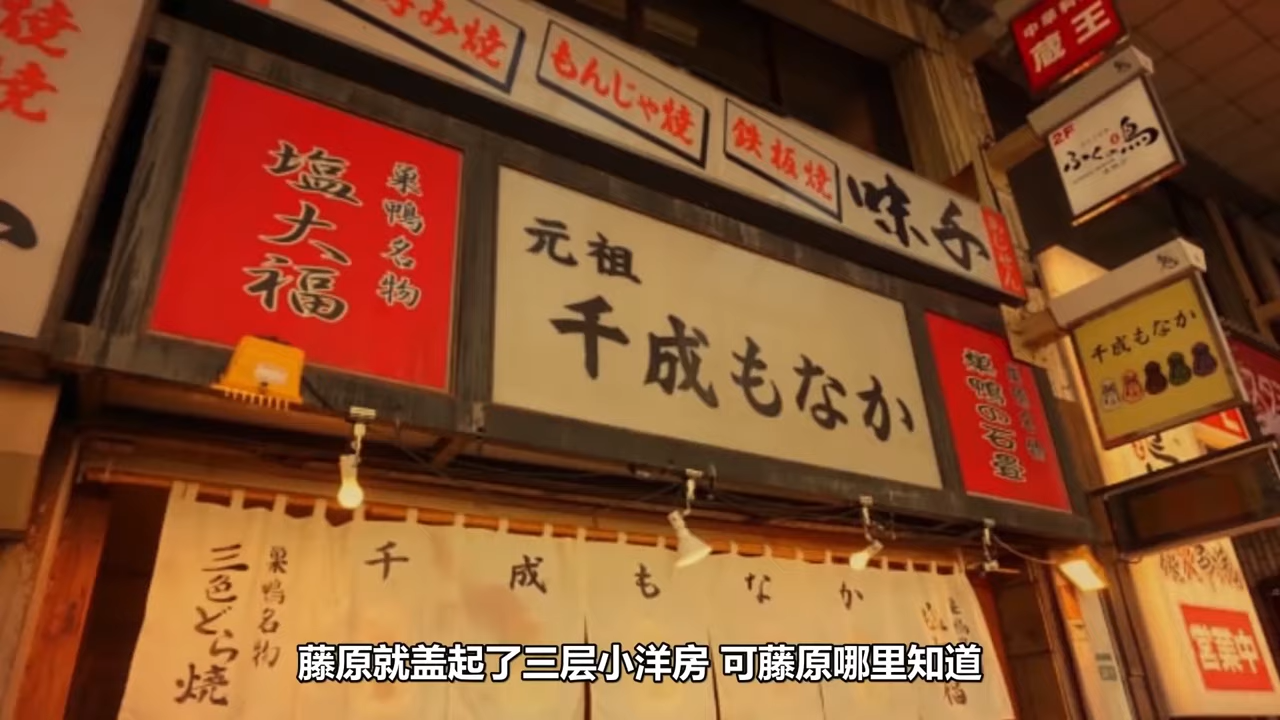 み焼
もんじゃ焼
鉄板焼
味千
蔵王
2F
ふくの鳥
焼
焼
巣鴨名物
塩大福
元祖
千成もなか
巣鴨の石畳
千成もなか
千成もなか
巣鴨名物
三色どら焼
営業中
藤原就盖起了三层小洋房 可藤原哪里知道